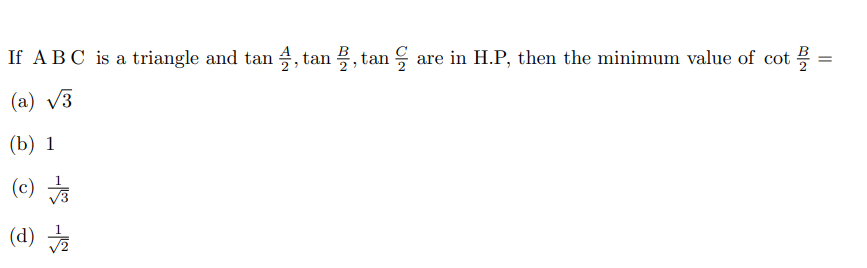 If A B C is a triangle and tan $\frac{A}{2}$, tan $\frac{B}{2}$, tan $\frac{C}{2}$ are in H.P, then the minimum value of cot $\frac{B}{2}$ =
(a) $\sqrt{3}$
(b) 1
(c) $\frac{1}{\sqrt{3}}$
(d) $\frac{1}{\sqrt{2}}$